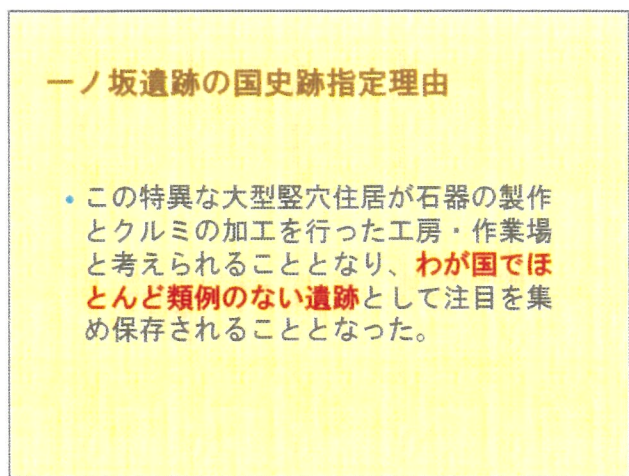 一ノ坂遺跡の国史跡指定理由
• この特異な大型竪穴住居が石器の製作
とクルミの加工を行った工房・作業場
と考えられることとなり、わが国でほ
とんど類例のない遺跡として注目を集
め保存されることとなった。